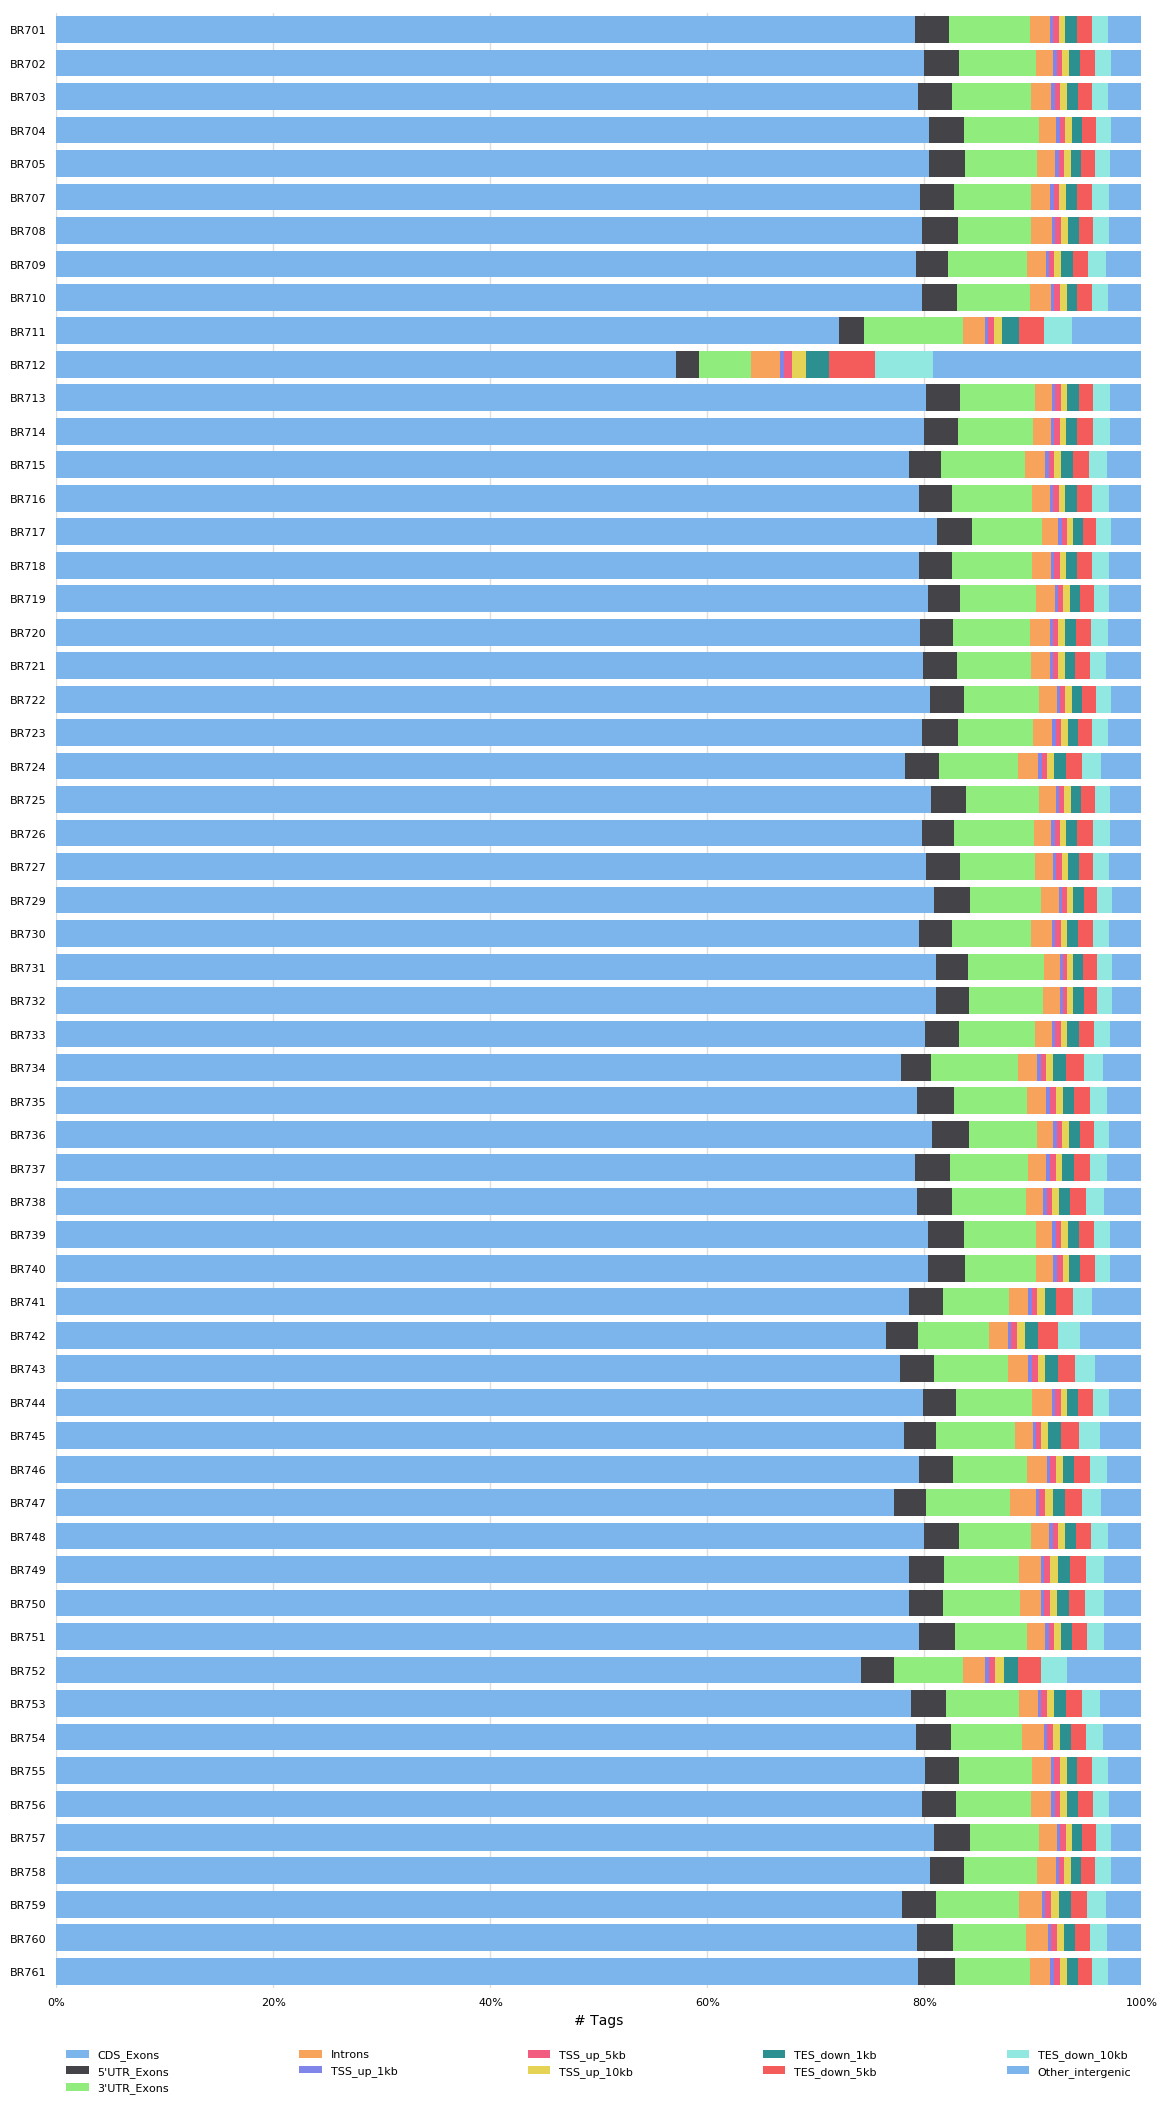 BR701
BR702
BR703
BR704
BR705
BR707
BR708
BR709
BR710
BR711
BR712
BR713
BR714
BR715
BR716
BR717
BR718
BR719
BR720
BR721
BR722
BR723
BR724
BR725
BR726
BR727
BR729
BR730
BR731
BR732
BR733
BR734
BR735
BR736
BR737
BR738
BR739
BR740
BR741
BR742
BR743
BR744
BR745
BR746
BR747
BR748
BR749
BR750
BR751
BR752
BR753
BR754
BR755
BR756
BR757
BR758
BR759
BR760
BR761
0% 20% 40% 60% 80% 100%
# Tags
CDS_Exons Introns TSS_up_5kb TES_down_1kb TES_down_10kb
5'UTR_Exons TSS_up_1kb TSS_up_10kb TES_down_5kb Other_intergenic
3'UTR_Exons